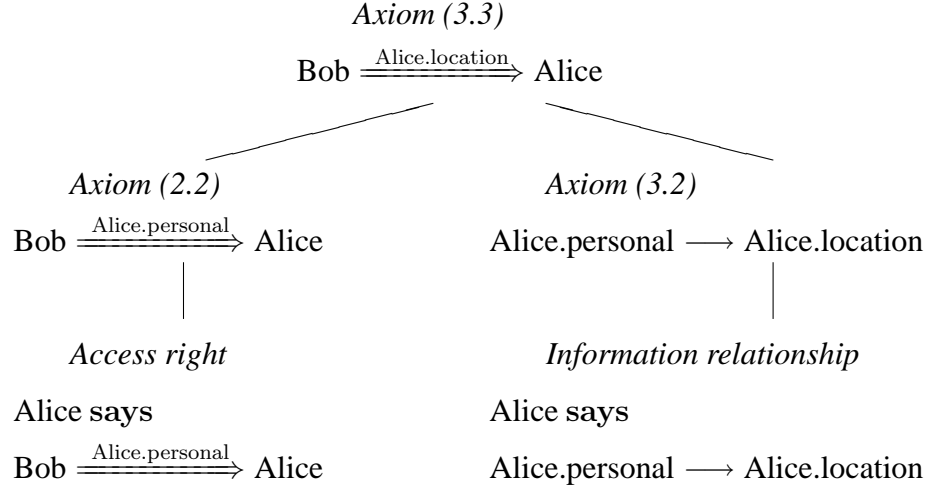 Axiom (3.3)
Alice.location
Bob ⟹ Alice
Axiom (2.2)
Alice.personal
Bob ⟹ Alice
Axiom (3.2)
Alice.personal ⟶ Alice.location
Access right
Alice says
Alice.personal
Bob ⟹ Alice
Information relationship
Alice says
Alice.personal ⟶ Alice.location